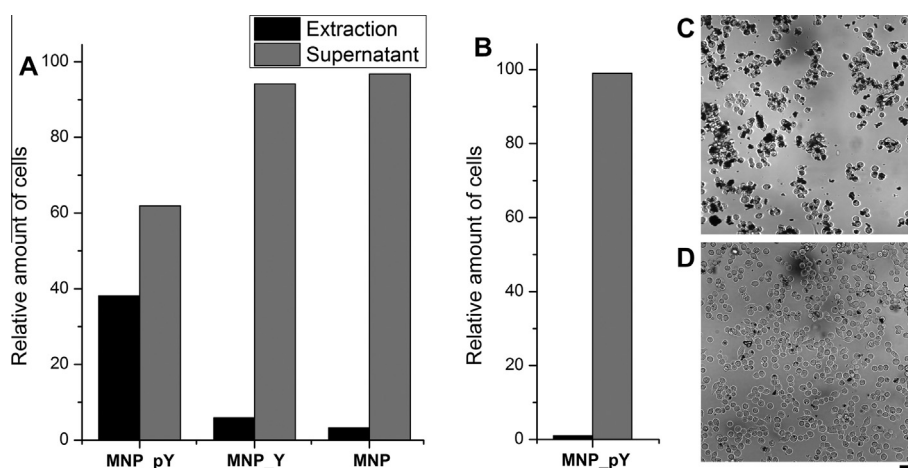 A
Extraction
Supernatant
Relative amount of cells
100
80
60
40
20
0
MNP_pY
MNP_Y
MNP
B
Relative amount of cells
100
80
60
40
20
0
MNP_pY
C
D